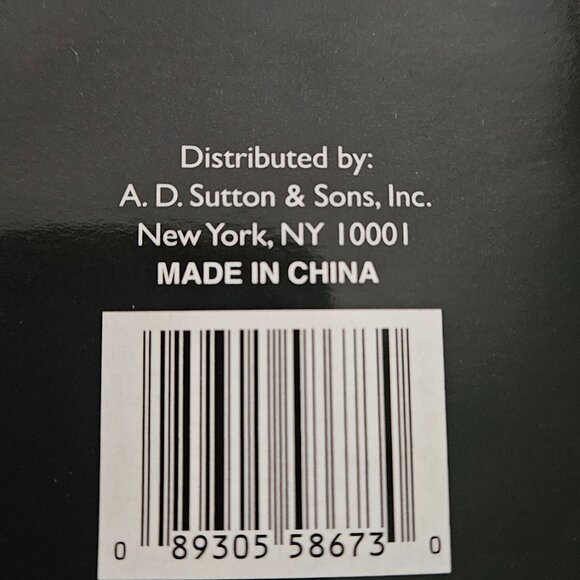 Distributed by:
A. D. Sutton & Sons, Inc.
New York, NY 10001
MADE IN CHINA
0 89305 58673 0